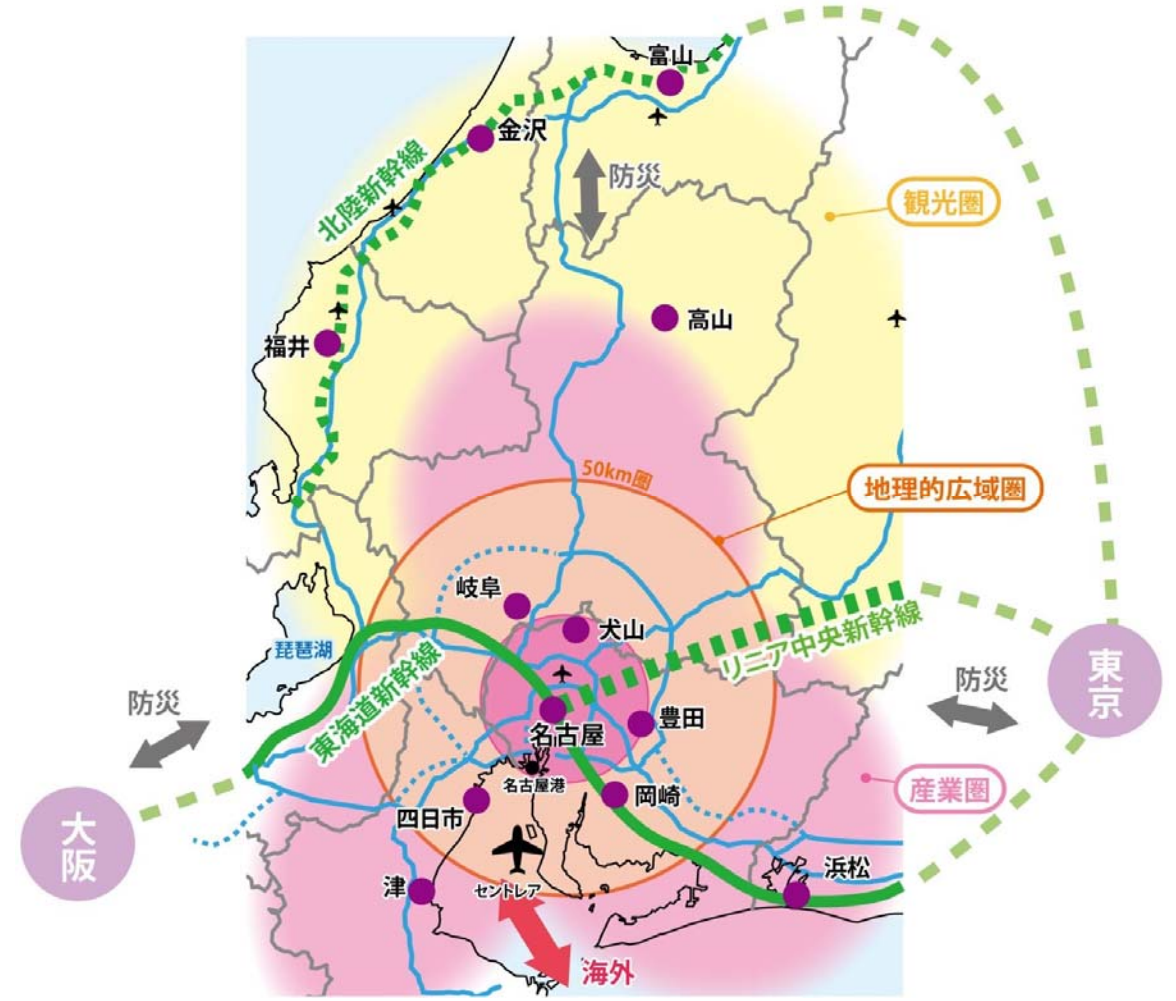 富山
金沢
防災
北陸新幹線
観光圏
高山
福井
50km圏
地理的広域圏
岐阜
犬山
琵琶湖
リニア中央新幹線
東海道新幹線
防災
防災
東京
名古屋
豊田
名古屋港
産業圏
岡崎
四日市
大阪
浜松
津
セントレア
海外